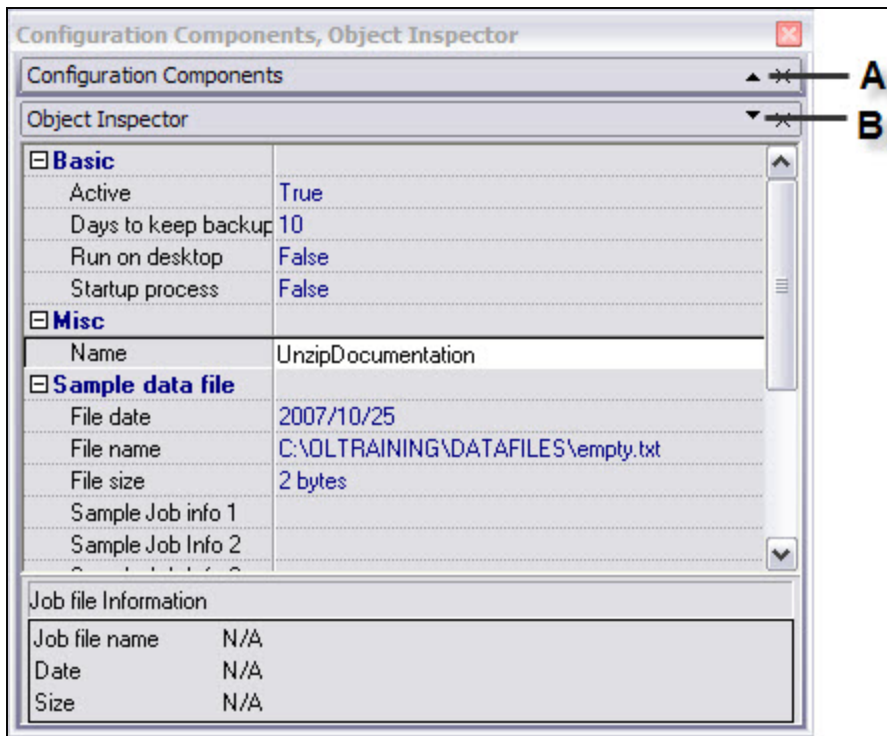 Configuration Components, Object Inspector
Configuration Components
A
Object Inspector
B
Basic
Active True
Days to keep backup 10
Run on desktop False
Startup process False
Misc
Name UnzipDocumentation
Sample data file
File date 2007/10/25
File name C:\OLTRAINING\DATAFILES\empty.txt
File size 2 bytes
Sample Job info 1
Sample Job Info 2
Job file Information
Job file name N/A
Date N/A
Size N/A